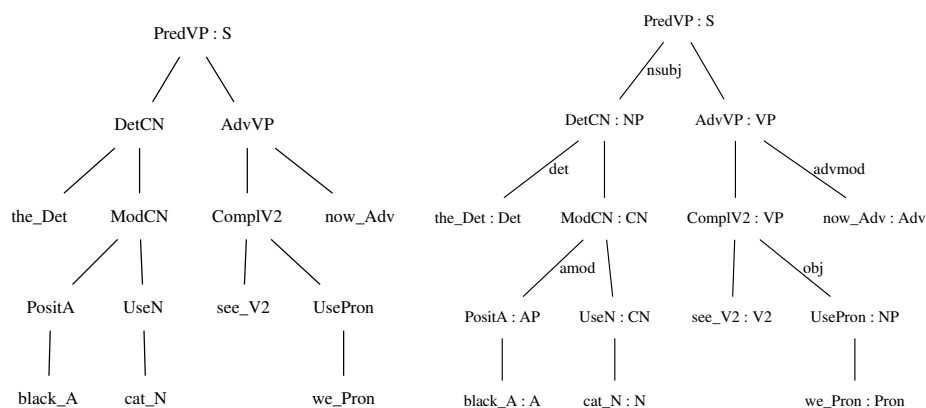 PredVP : S
DetCN AdvVP
the_Det ModCN ComplV2 now_Adv
PositA UseN see_V2 UsePron
black_A cat_N we_Pron
PredVP : S
nsubj
DetCN : NP AdvVP : VP
det advmod
the_Det : Det ModCN : CN ComplV2 : VP now_Adv : Adv
amod obj
PositA : AP UseN : CN see_V2 : V2 UsePron : NP
black_A : A cat_N : N we_Pron : Pron